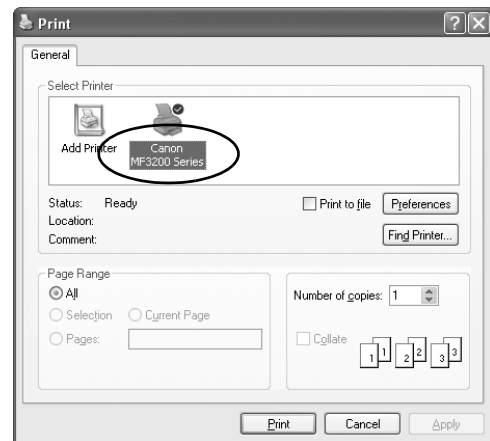 Print
General
Select Printer
Add Printer
Canon
MF3200 Series
Status: Ready
Location:
Comment:
Print to file
Preferences
Find Printer...
Page Range
All
Selection Current Page
Pages:
Number of copies: 1
Collate
1 1 2 2 3 3
Print Cancel Apply